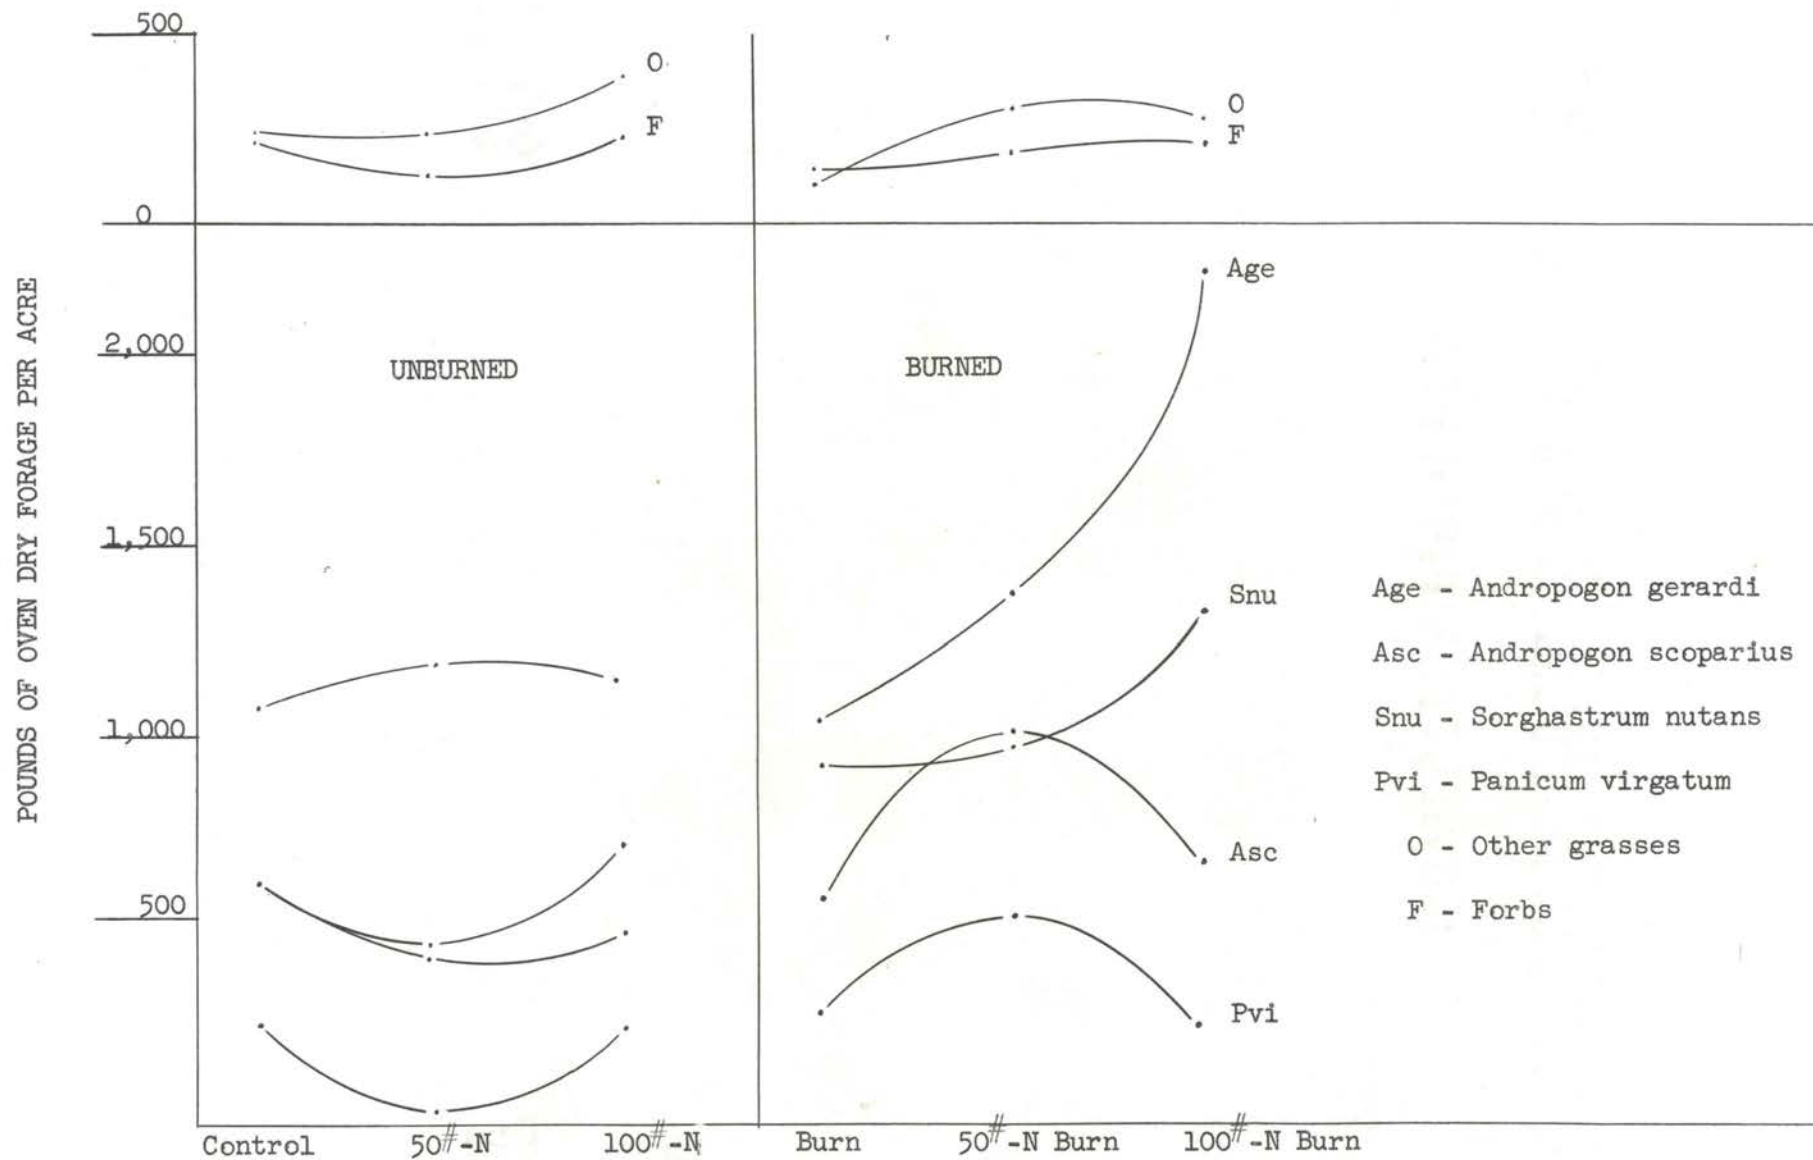 500
O
F
O
F
0
POUNDS OF OVEN DRY FORAGE PER ACRE
Age
2,000
UNBURNED
BURNED
1,500
Snu
Age - Andropogon gerardi
Asc - Andropogon scoparius
Snu - Sorghastrum nutans
1,000
Pvi - Panicum virgatum
Asc
O - Other grasses
500
F - Forbs
Pvi
Control 50#-N 100#-N Burn 50#-N Burn 100#-N Burn